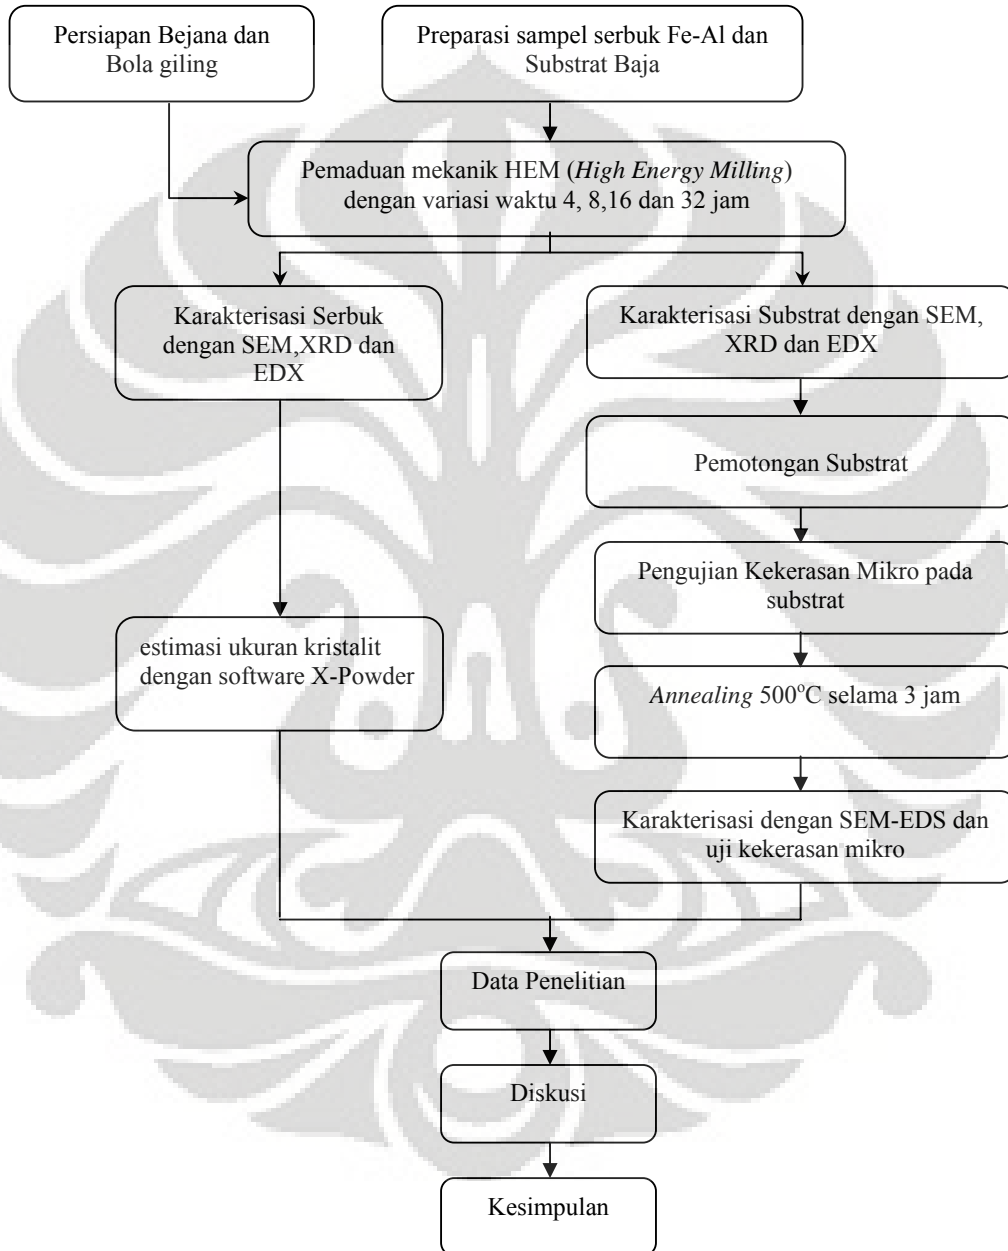 Persiapan Bejana dan
Bola giling
Preparasi sampel serbuk Fe-Al dan
Substrat Baja
Pemaduan mekanik HEM (High Energy Milling)
dengan variasi waktu 4, 8,16 dan 32 jam
Karakterisasi Serbuk
dengan SEM,XRD dan
EDX
Karakterisasi Substrat dengan SEM,
XRD dan EDX
Pemotongan Substrat
Pengujian Kekerasan Mikro pada
substrat
estimasi ukuran kristalit
dengan software X-Powder
Annealing 500°C selama 3 jam
Karakterisasi dengan SEM-EDS dan
uji kekerasan mikro
Data Penelitian
Diskusi
Kesimpulan